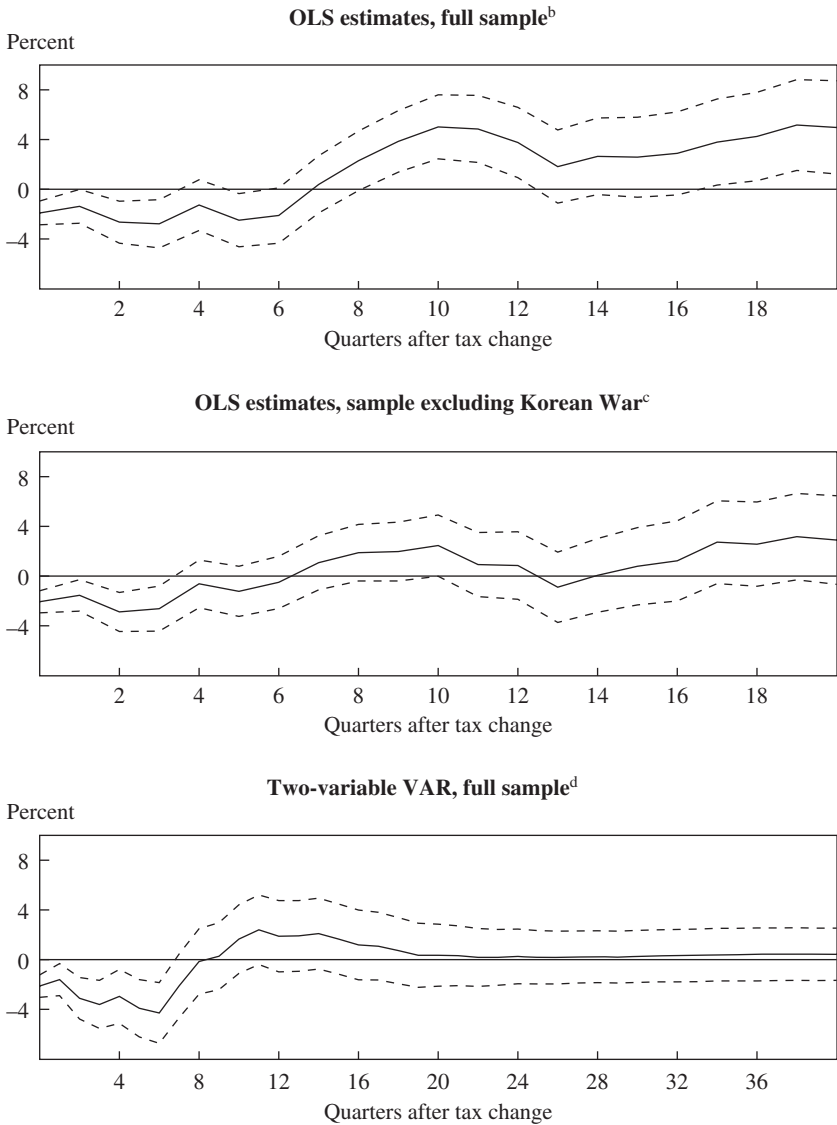 OLS estimates, full sampleᵇ
Percent
8
4
0
–4
2 4 6 8 10 12 14 16 18
Quarters after tax change
OLS estimates, sample excluding Korean Warᶜ
Percent
8
4
0
–4
2 4 6 8 10 12 14 16 18
Quarters after tax change
Two-variable VAR, full sampleᵈ
Percent
8
4
0
–4
4 8 12 16 20 24 28 32 36
Quarters after tax change